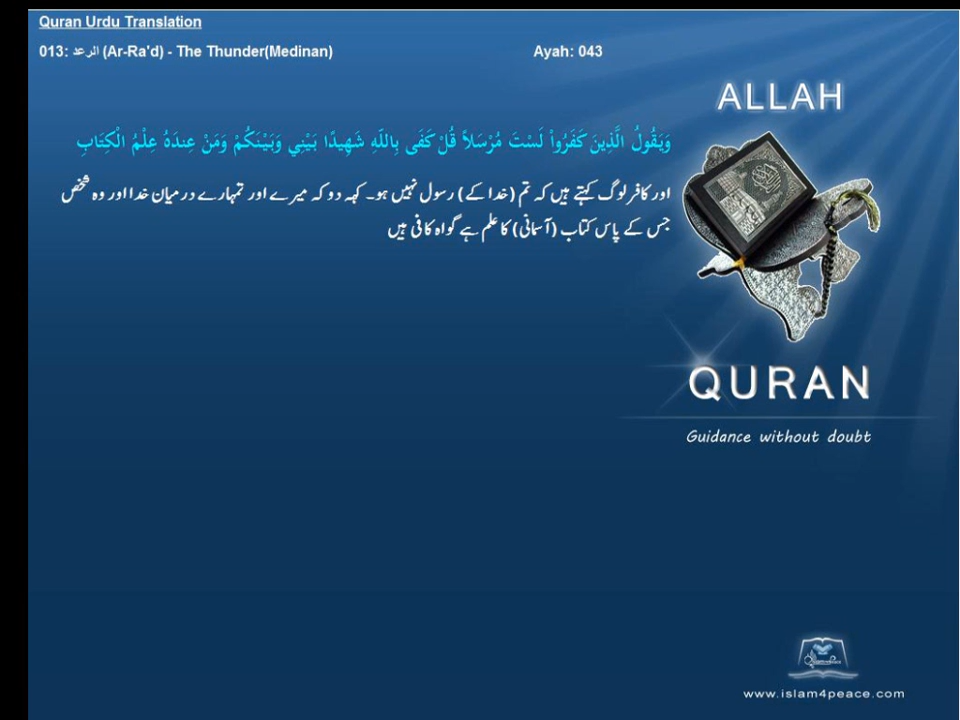 Quran Urdu Translation
013: الرعد (Ar-Ra'd) - The Thunder(Medinan) Ayah: 043
ALLAH
وَيَقُولُ الَّذِينَ كَفَرُواْ لَسْتَ مُرْسَلاً قُلْ كَفَى بِاللّهِ شَهِيدًا بَيْنِي وَبَيْنَكُمْ وَمَنْ عِندَهُ عِلْمُ الْكِتَابِ
اور کافر لوگ کہتے ہیں کہ تم (خدا کے) رسول نہیں ہو۔ کہہ دو کہ میرے اور تمہارے درمیان خدا اور وہ شخص
جس کے پاس کتاب (آسمانی) کا علم ہے گواہ کافی ہیں
QURAN
Guidance without doubt
www.islam4peace.com